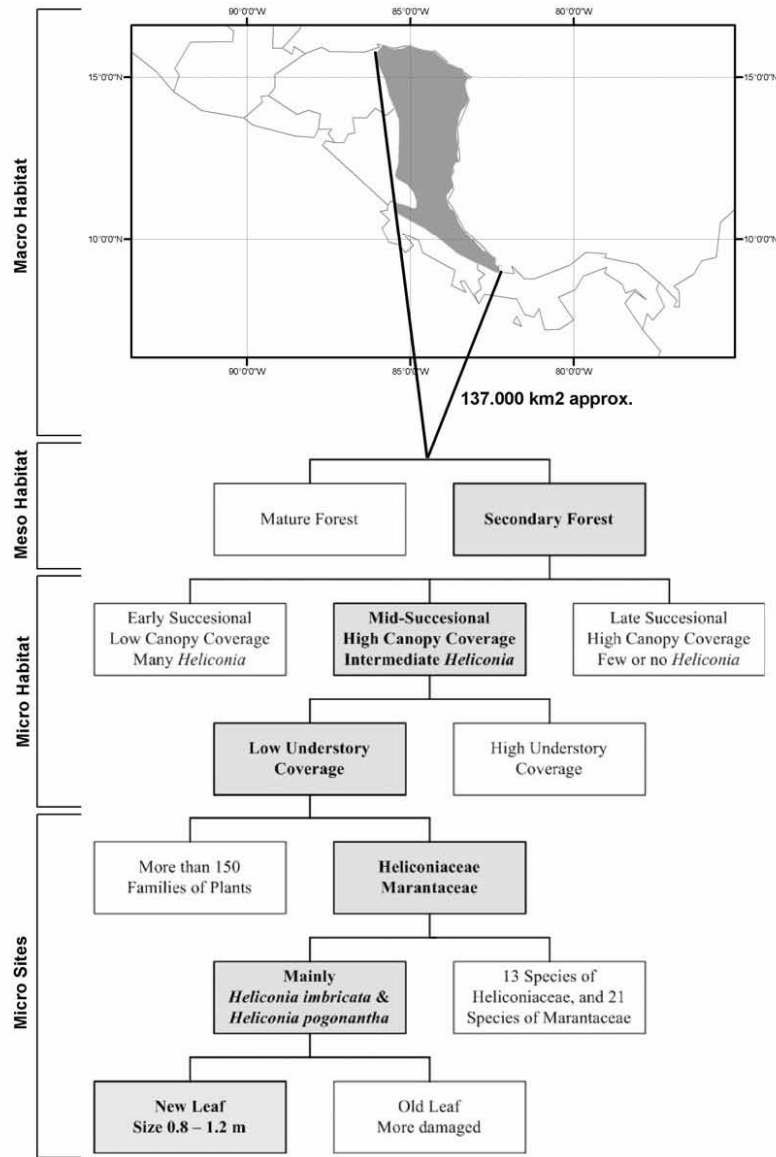 Macro Habitat
90°0'0"W
85°0'0"W
80°0'0"W
15°0'0"N
15°0'0"N
10°0'0"N
10°0'0"N
90°0'0"W
85°0'0"W
80°0'0"W
137.000 km2 approx.
Meso Habitat
Mature Forest
Secondary Forest
Micro Habitat
Early Succesional
Low Canopy Coverage
Many Heliconia
Mid-Succesional
High Canopy Coverage
Intermediate Heliconia
Late Succesional
High Canopy Coverage
Few or no Heliconia
Low Understory
Coverage
High Understory
Coverage
Micro Sites
More than 150
Families of Plants
Heliconiaceae
Marantaceae
Mainly
Heliconia imbricata &
Heliconia pogonantha
13 Species of
Heliconiaceae, and 21
Species of Marantaceae
New Leaf
Size 0.8 – 1.2 m
Old Leaf
More damaged